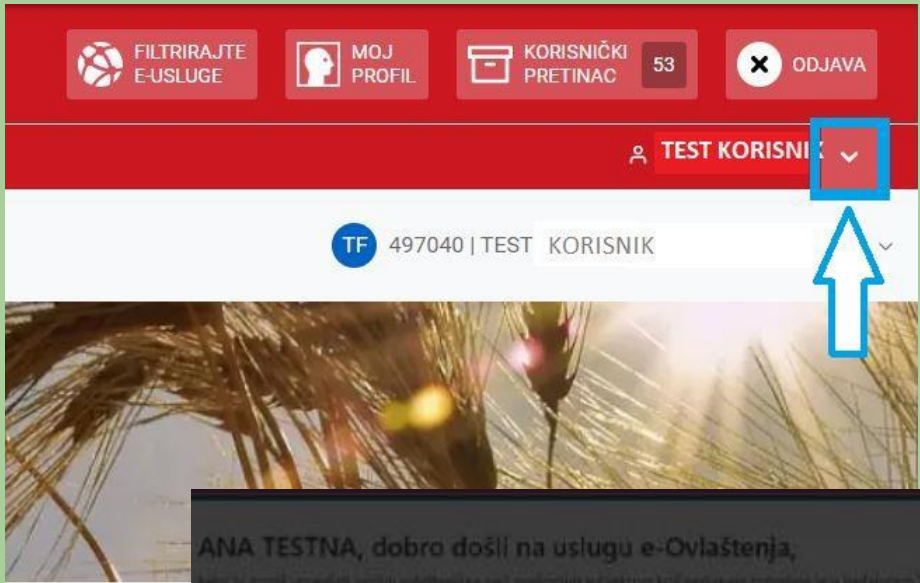 FILTRIRAJTE
E-USLUGE
MOJ
PROFIL
KORISNIČKI
PRETINAC
53
ODJAVA
TEST KORISNIK
TF 497040 | TEST KORISNIK
ANA TESTNA, dobro došli na uslugu e-Ovlaštenja,